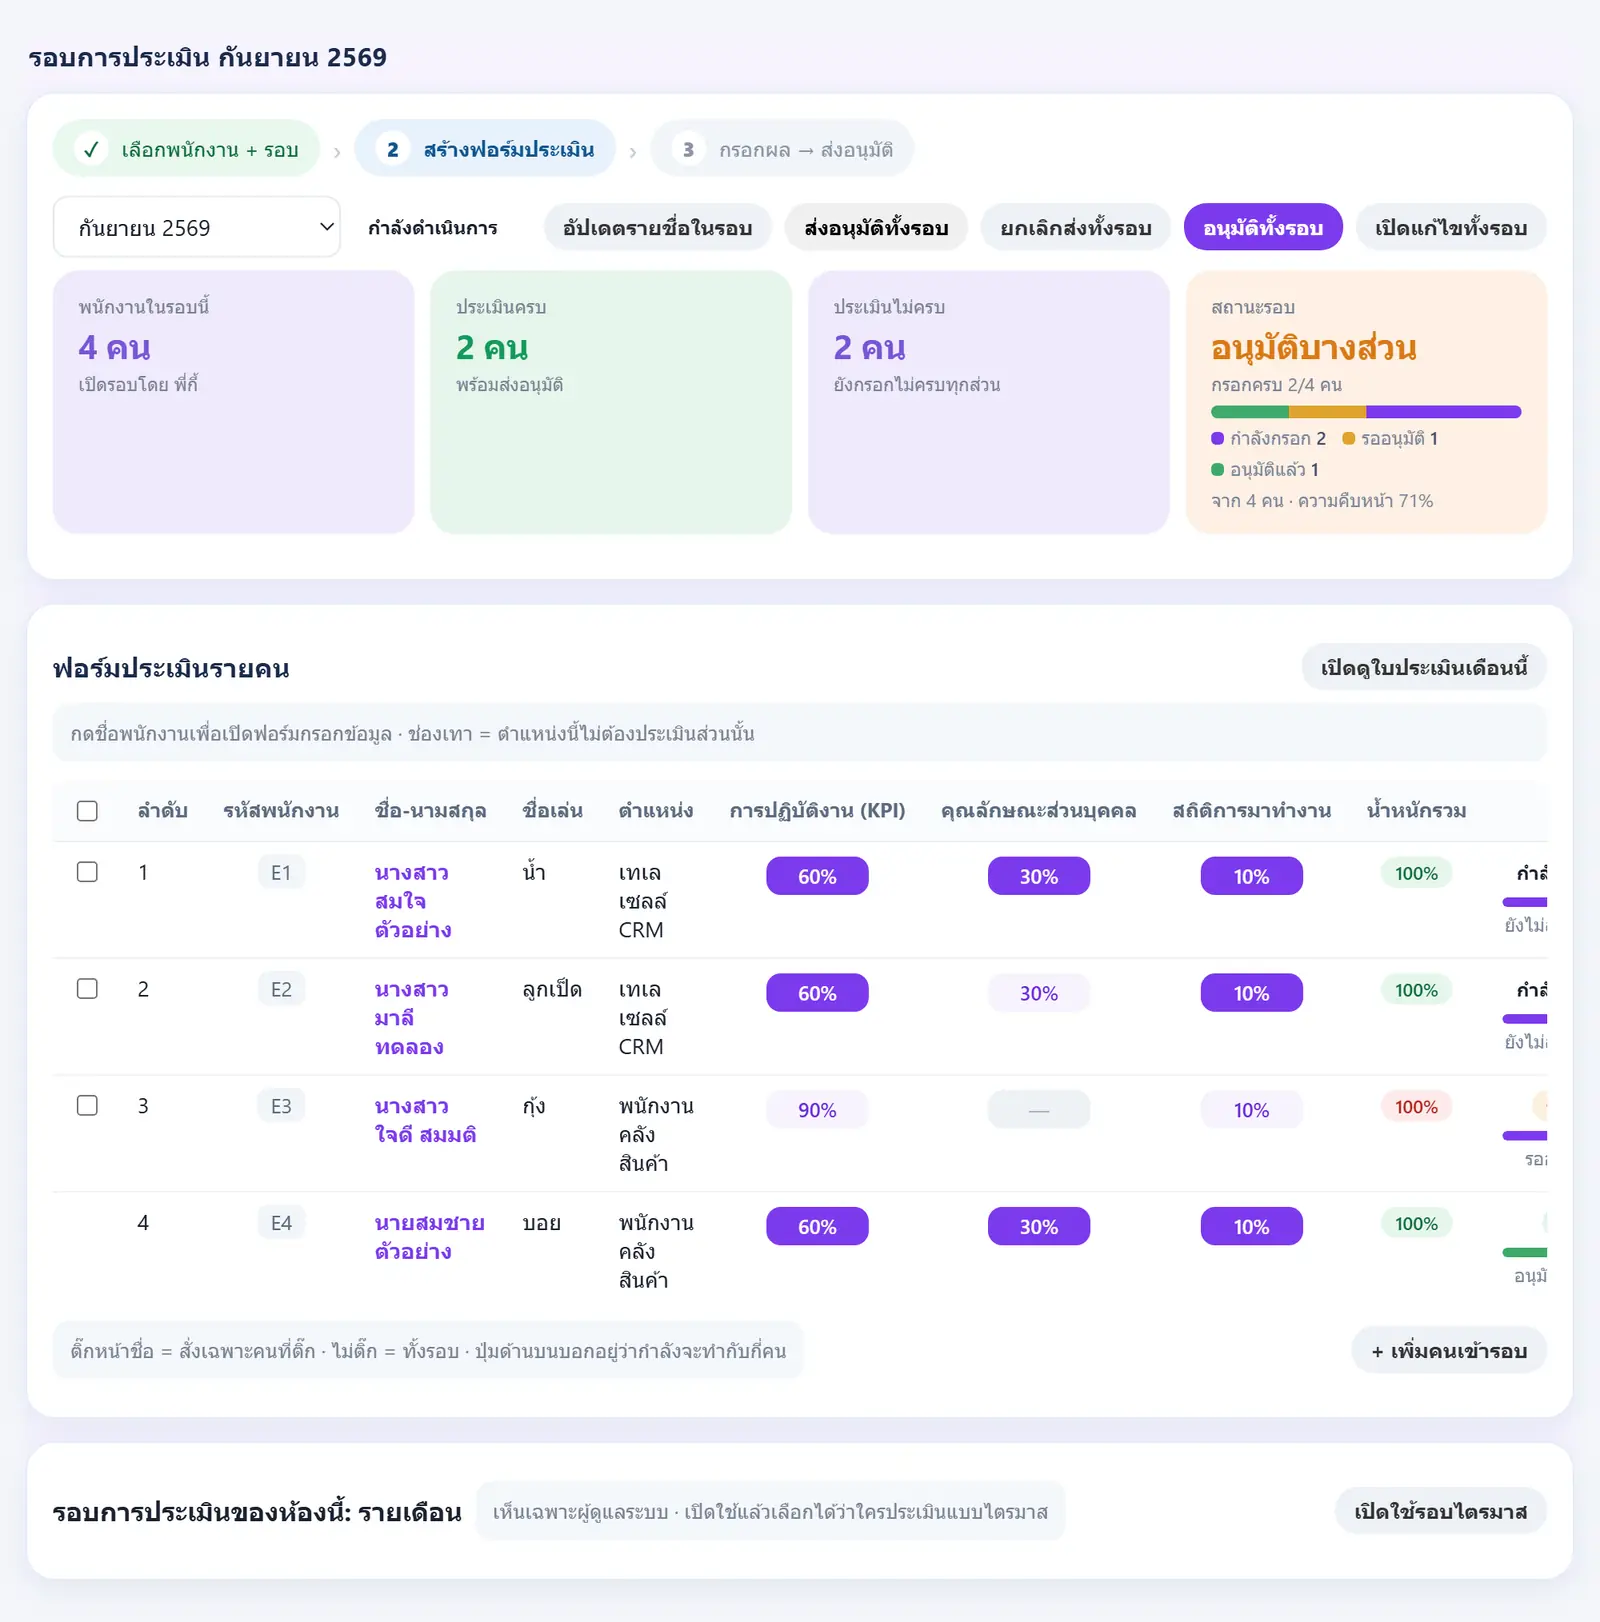 รอบการประเมิน กันยายน 2569
✓ เลือกพนักงาน + รอบ › 2 สร้างฟอร์มประเมิน › 3 กรอกผล → ส่งอนุมัติ
กันยายน 2569 กำลังดำเนินการ อัปเดตรายชื่อในรอบ ส่งอนุมัติทั้งรอบ ยกเลิกส่งทั้งรอบ อนุมัติทั้งรอบ เปิดแก้ไขทั้งรอบ
พนักงานในรอบนี้
4 คน
เปิดรอบโดย พี่กี้
ประเมินครบ
2 คน
พร้อมส่งอนุมัติ
ประเมินไม่ครบ
2 คน
ยังกรอกไม่ครบทุกส่วน
สถานะรอบ
อนุมัติบางส่วน
กรอกครบ 2/4 คน
กำลังกรอก 2 รออนุมัติ 1
อนุมัติแล้ว 1
จาก 4 คน · ความคืบหน้า 71%
ฟอร์มประเมินรายคน
เปิดดูใบประเมินเดือนนี้
กดชื่อพนักงานเพื่อเปิดฟอร์มกรอกข้อมูล · ช่องเทา = ตำแหน่งนี้ไม่ต้องประเมินส่วนนั้น
ลำดับ รหัสพนักงาน ชื่อ-นามสกุล ชื่อเล่น ตำแหน่ง การปฏิบัติงาน (KPI) คุณลักษณะส่วนบุคคล สถิติการมาทำงาน น้ำหนักรวม
1 E1 นางสาว น้ำ เทเล 60% 30% 10% 100%
สมใจ เซลล์
ตัวอย่าง CRM
2 E2 นางสาว ลูกเป็ด เทเล 60% 30% 10% 100%
มาลี เซลล์
ทดลอง CRM
3 E3 นางสาว กุ้ง พนักงาน 90% — 10% 100%
ใจดี สมมติ คลัง
สินค้า
4 E4 นายสมชาย บอย พนักงาน 60% 30% 10% 100%
ตัวอย่าง คลัง
สินค้า
ติ๊กหน้าชื่อ = สั่งเฉพาะคนที่ติ๊ก · ไม่ติ๊ก = ทั้งรอบ · ปุ่มด้านบนบอกอยู่ว่ากำลังจะทำกับกี่คน
+ เพิ่มคนเข้ารอบ
รอบการประเมินของห้องนี้: รายเดือน เห็นเฉพาะผู้ดูแลระบบ · เปิดใช้แล้วเลือกได้ว่าใครประเมินแบบไตรมาส เปิดใช้รอบไตรมาส